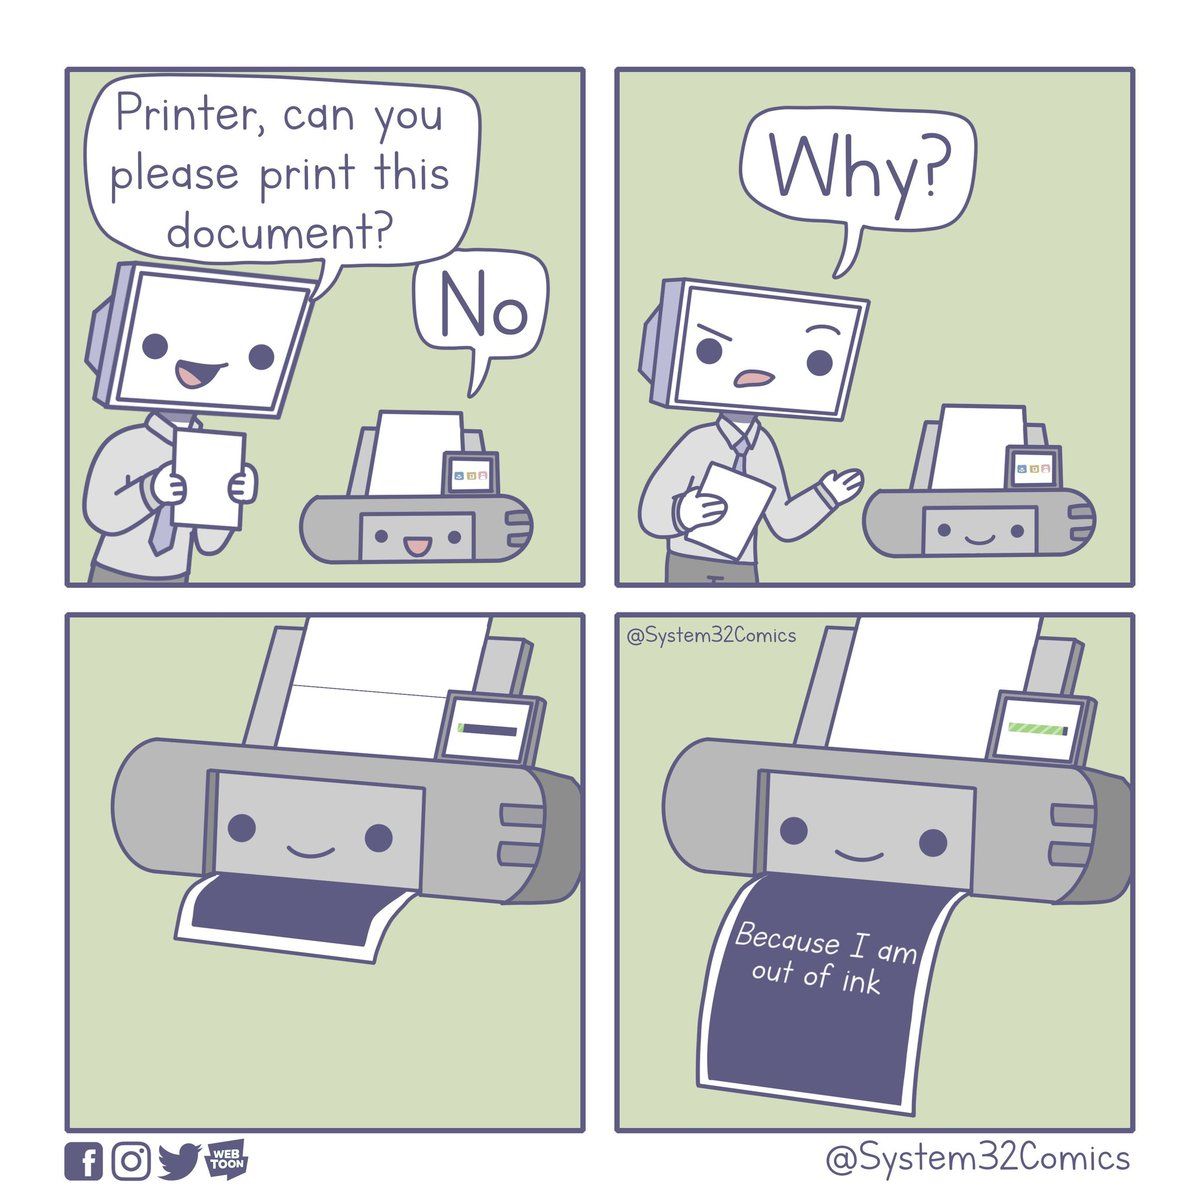 Printer, can you
please print this
document?
No
Why?
@System32Comics
Because I am
out of ink
f
WEB
TOON
@System32Comics